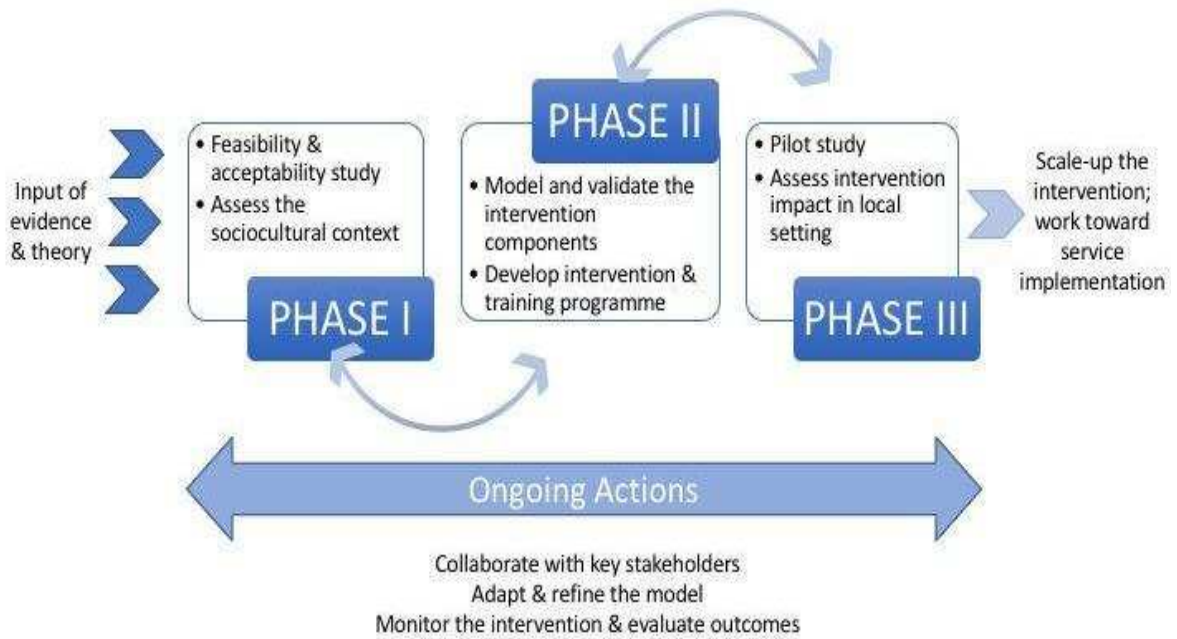 Input of
evidence
& theory
• Feasibility &
acceptability study
• Assess the
sociocultural context
PHASE I
PHASE II
• Model and validate the
intervention
components
• Develop intervention &
training programme
• Pilot study
• Assess intervention
impact in local
setting
PHASE III
Scale-up the
intervention;
work toward
service
implementation
Ongoing Actions
Collaborate with key stakeholders
Adapt & refine the model
Monitor the intervention & evaluate outcomes